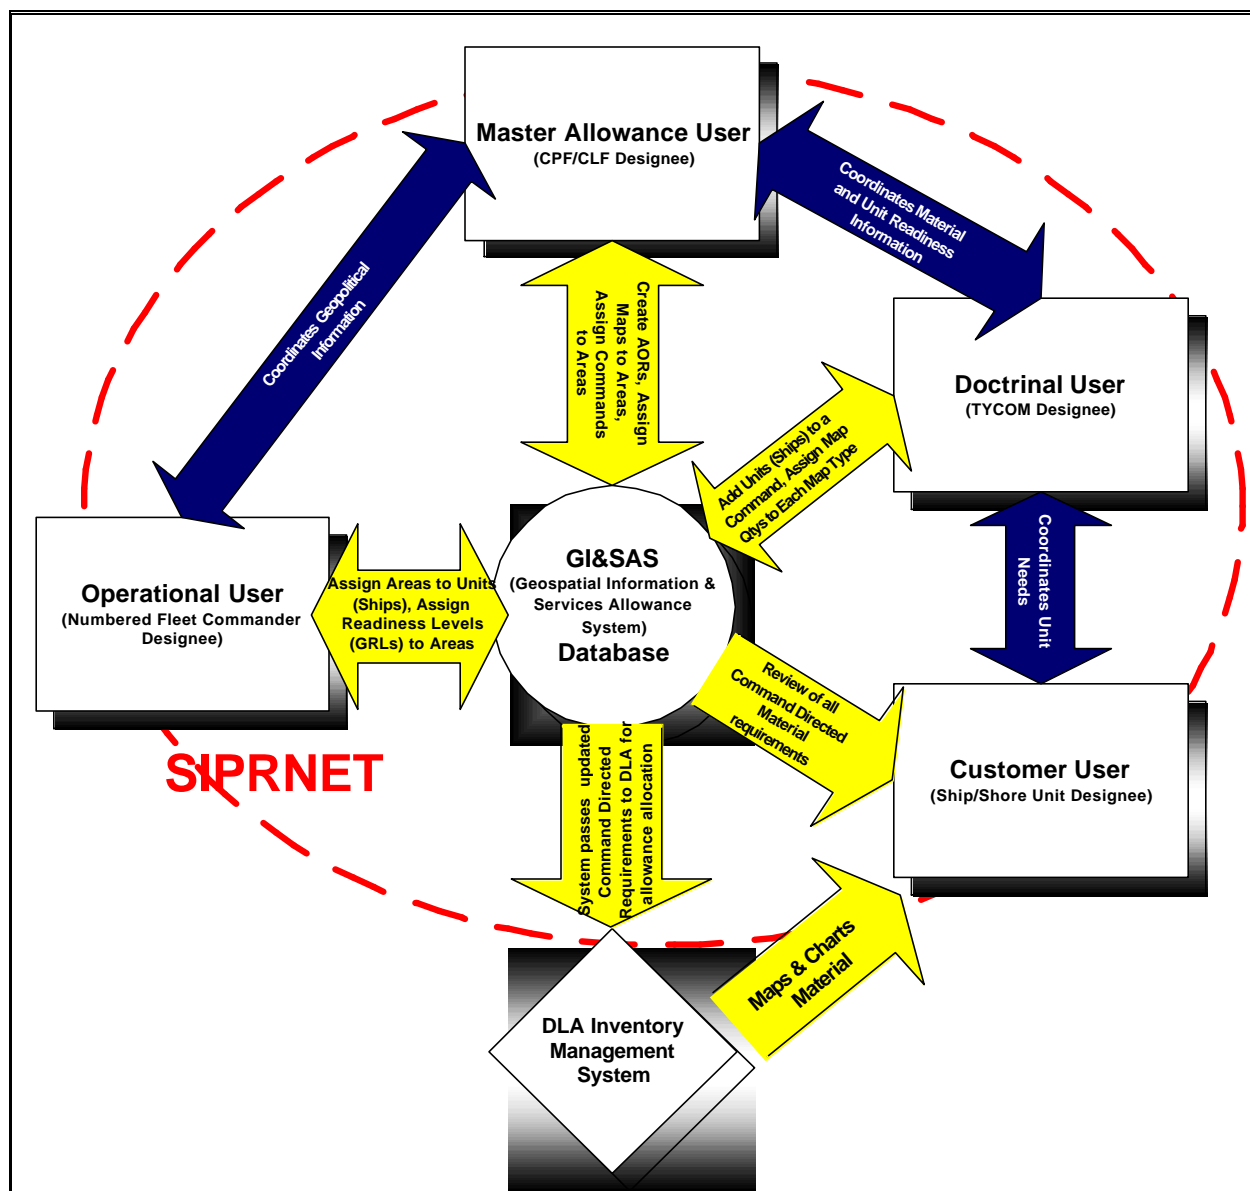 Master Allowance User
(CPF/CLF Designee)
Coordinates Material
and Unit Readiness
Information
Coordinates Geopolitical
Information
Create AORs, Assign
Maps to Areas,
Assign Commands
to Areas
Doctrinal User
(TYCOM Designee)
Add Units (Ships) to a
Command, Assign Map
Qtys to Each Map Type
Operational User
(Numbered Fleet Commander
Designee)
Assign Areas to Units
(Ships), Assign
Readiness Levels
(GRLs) to Areas
GI&SAS
(Geospatial Information &
Services Allowance
System)
Database
Coordinates Unit
Needs
Review of all
Command Directed
Material
requirements
Customer User
(Ship/Shore Unit Designee)
SIPRNET
System passes updated
Command Directed
Requirements to DLA for
allowance allocation
Maps & Charts
Material
DLA Inventory
Management
System